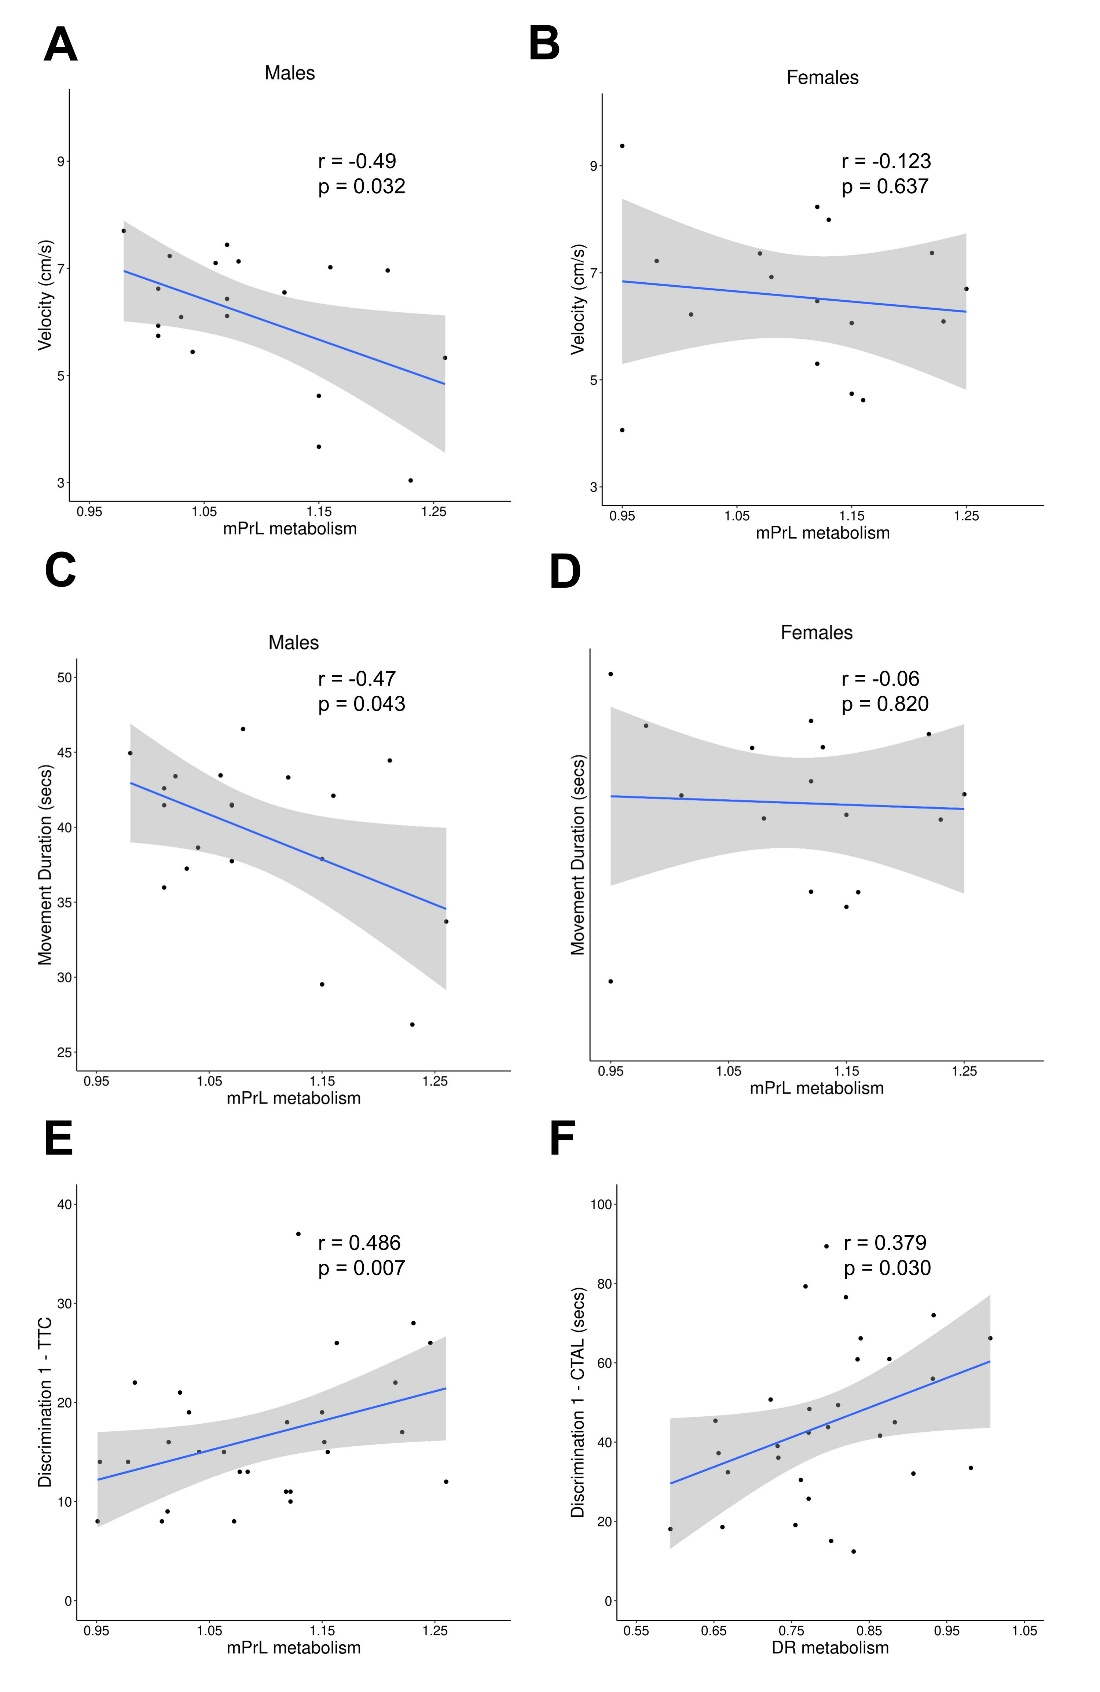 A
Males
r = -0.49
p = 0.032
9
7
5
3
Velocity (cm/s)
0.95 1.05 1.15 1.25
mPrL metabolism
B
Females
r = -0.123
p = 0.637
9
7
5
3
Velocity (cm/s)
0.95 1.05 1.15 1.25
mPrL metabolism
C
Males
r = -0.47
p = 0.043
50
45
40
35
30
25
Movement Duration (secs)
0.95 1.05 1.15 1.25
mPrL metabolism
D
Females
r = -0.06
p = 0.820
Movement Duration (secs)
0.95 1.05 1.15 1.25
mPrL metabolism
E
r = 0.486
p = 0.007
40
30
20
10
0
Discrimination 1 - TTC
0.95 1.05 1.15 1.25
mPrL metabolism
F
r = 0.379
p = 0.030
100
80
60
40
20
0
Discrimination 1 - CTAL (secs)
0.55 0.65 0.75 0.85 0.95 1.05
DR metabolism